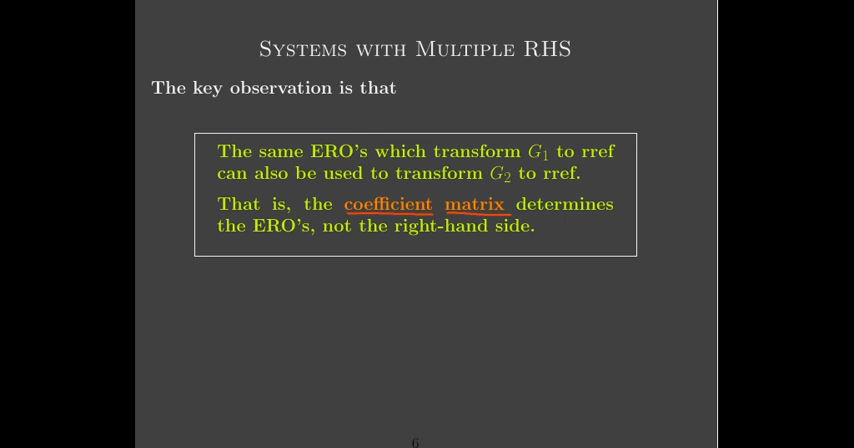 Systems with Multiple RHS
The key observation is that
The same ERO's which transform G₁ to rref
can also be used to transform G₂ to rref.
That is, the coefficient matrix determines
the ERO's, not the right-hand side.
6